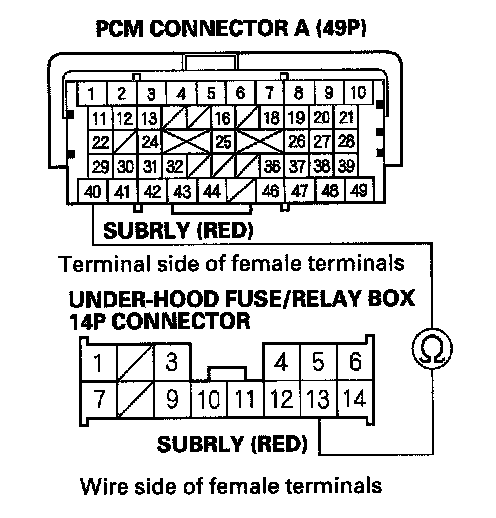 PCM CONNECTOR A (49P)
1 2 3 4 5 6 7 8 9 10
11 12 13 16 18 19 20 21
22 24 25 26 27 28
29 30 31 32 36 37 38 39
40 41 42 43 44 46 47 48 49
SUBRLY (RED)
Terminal side of female terminals
UNDER-HOOD FUSE/RELAY BOX
14P CONNECTOR
Ω
1 3 4 5 6
7 9 10 11 12 13 14
SUBRLY (RED)
Wire side of female terminals